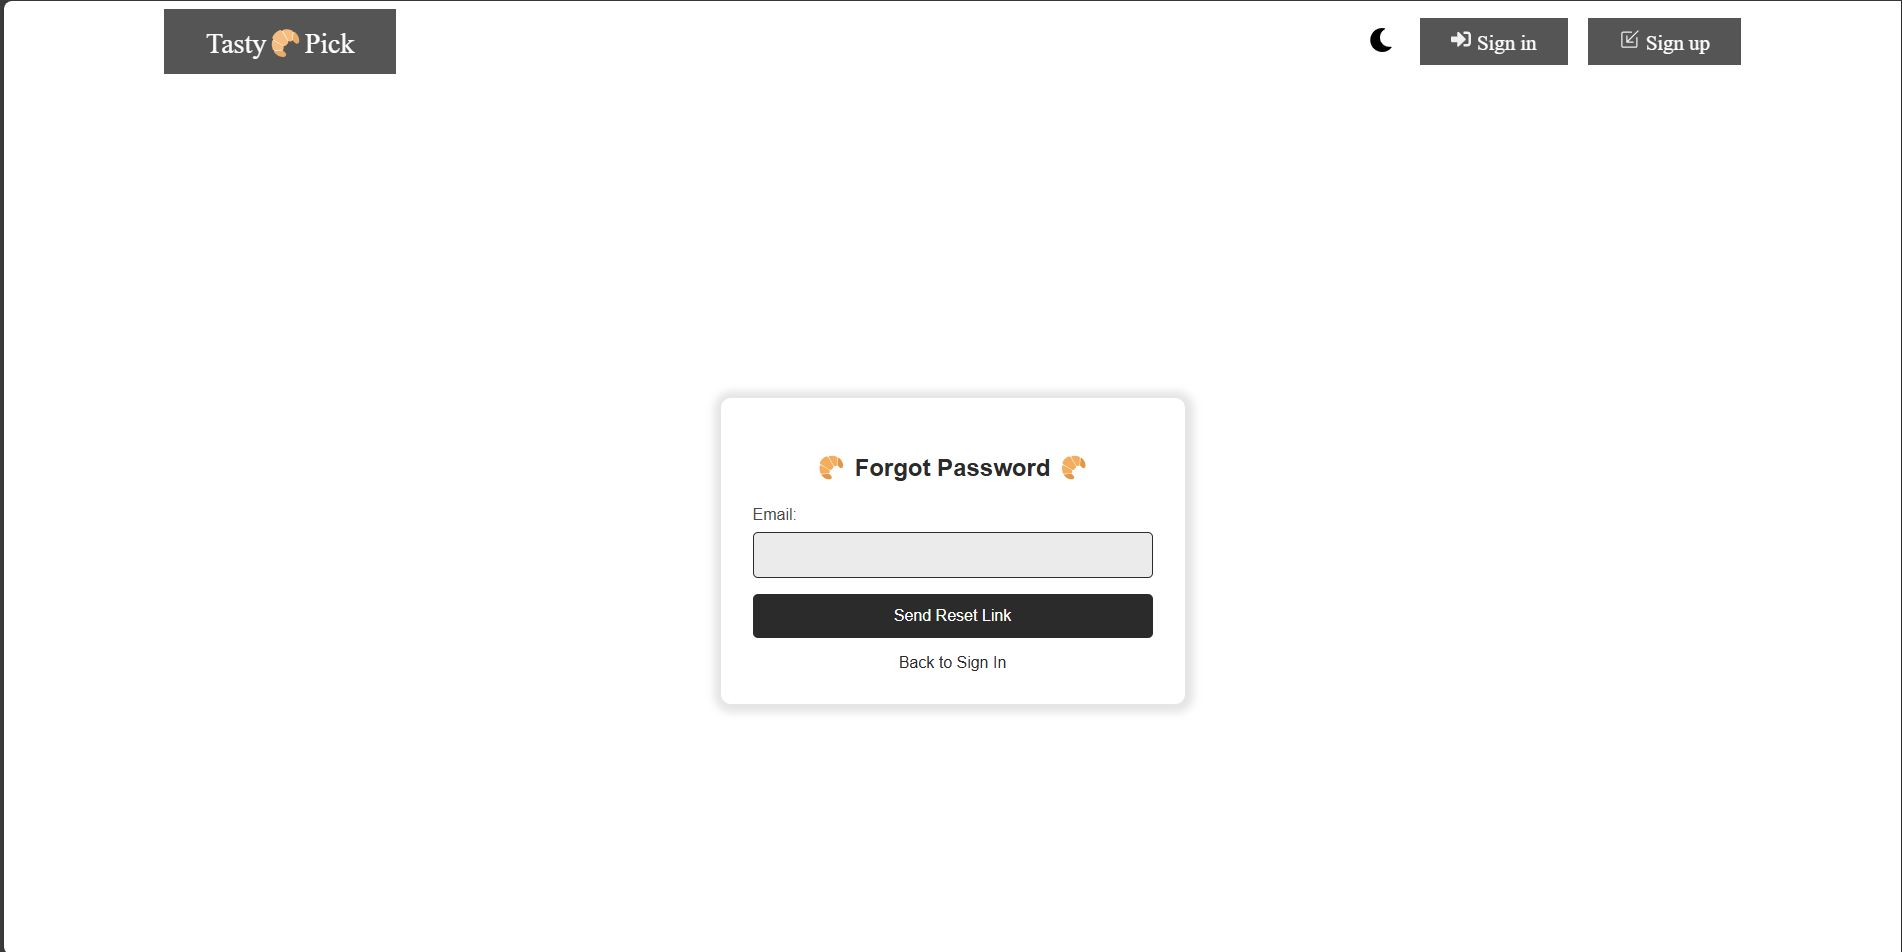 Tasty Pick
Sign in
Sign up
Forgot Password
Email:
Send Reset Link
Back to Sign In